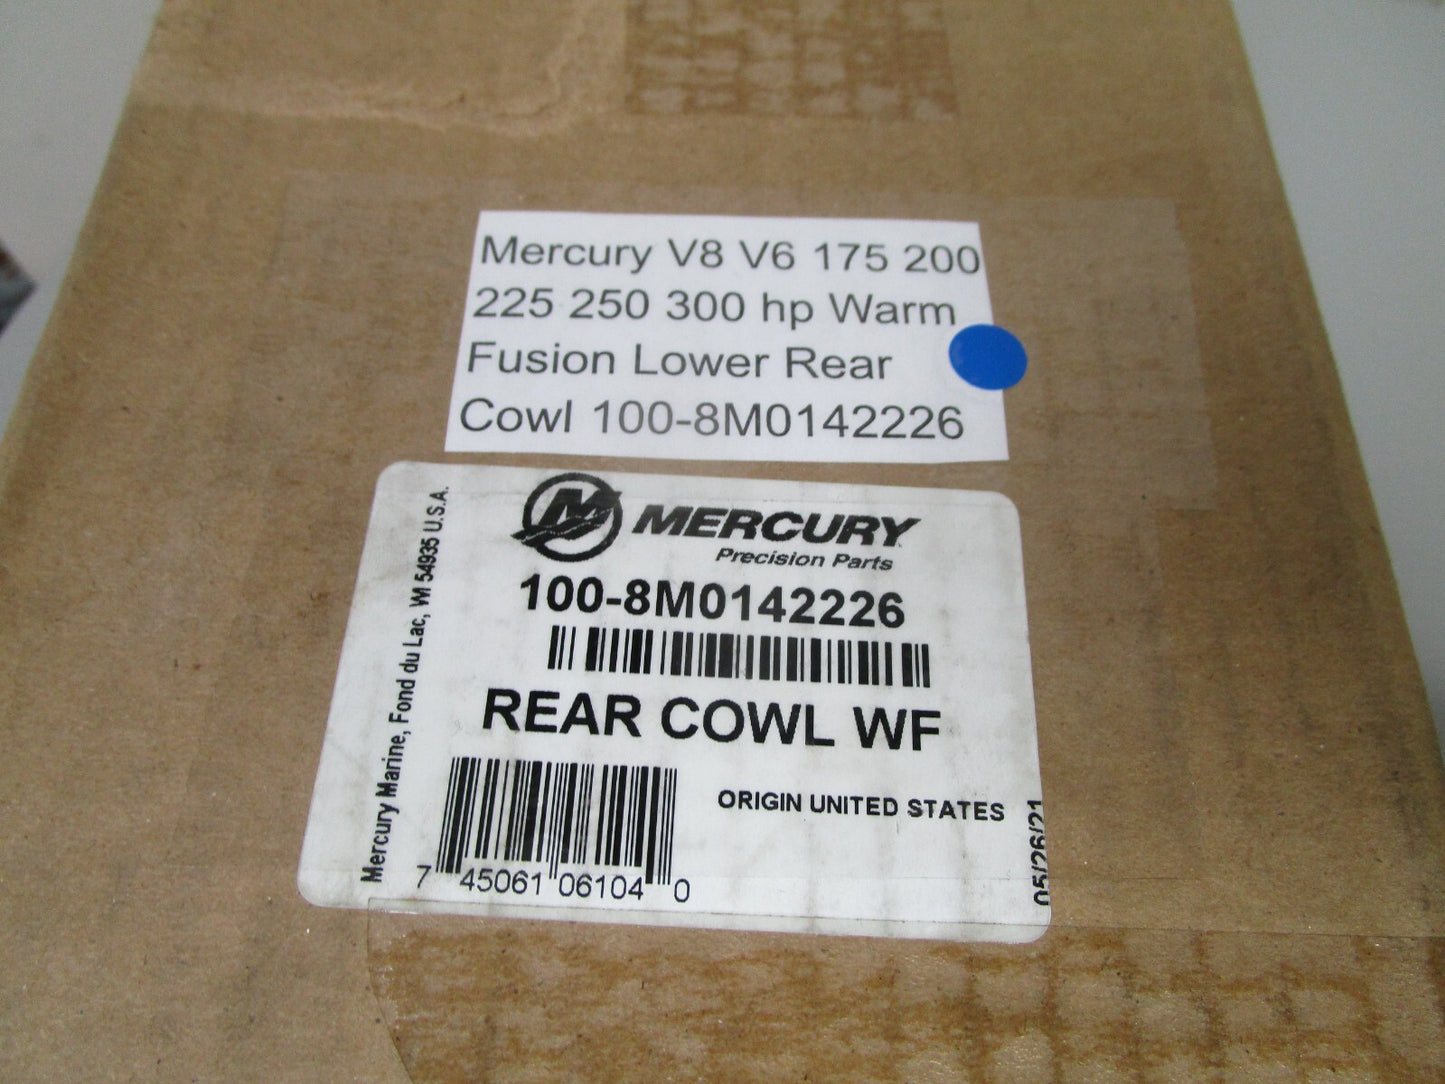 Mercury V8 V6 175 200
225 250 300 hp Warm
Fusion Lower Rear
Cowl 100-8M0142226
MERCURY
Precision Parts
100-8M0142226
REAR COWL WF
ORIGIN UNITED STATES
7 45061 06104 0
Mercury Marine, Fond du Lac, WI 54935 U.S.A.
05/26/21